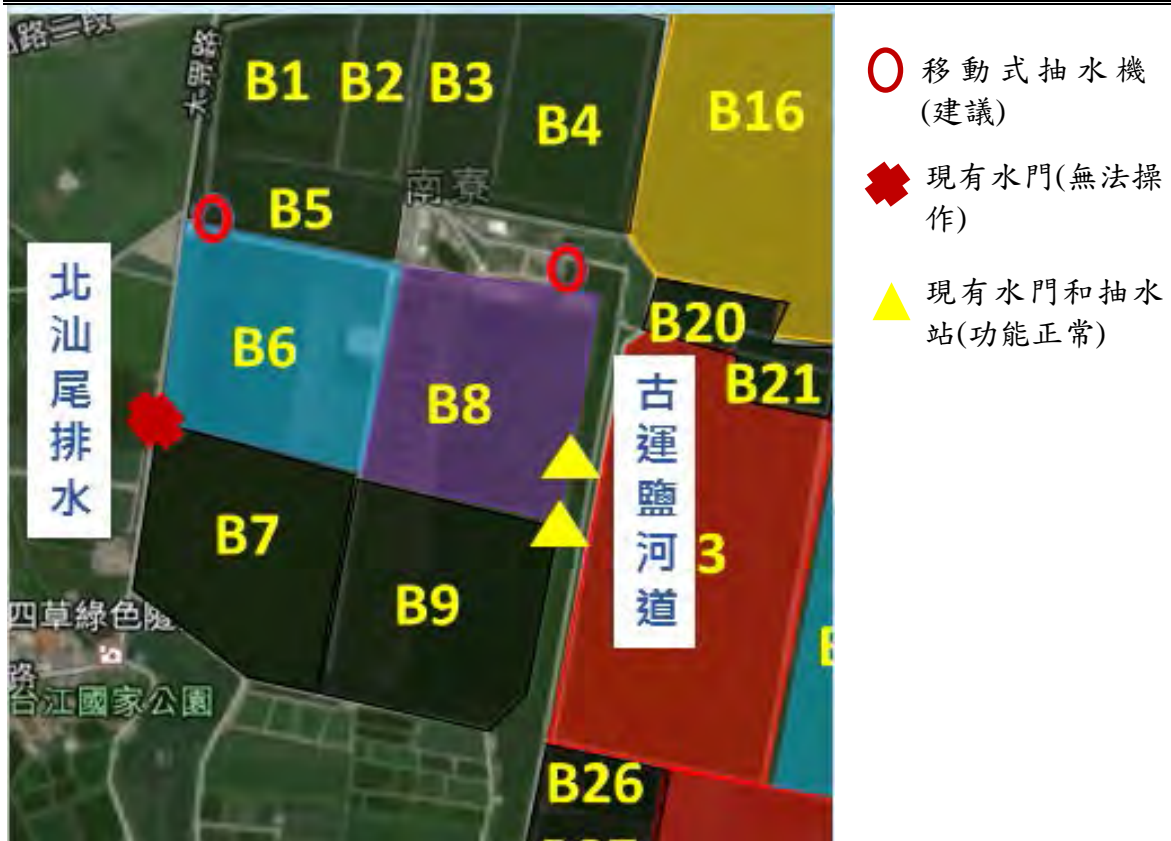 路二段
本淵路
B1
B2
B3
B4
B16
南寮
B5
北汕尾排水
B6
B8
B20
B21
古運鹽河道
3
B7
B9
四草綠色隧
路
台江國家公園
B26
移動式抽水機
(建議)
現有水門(無法操
作)
現有水門和抽水
站(功能正常)